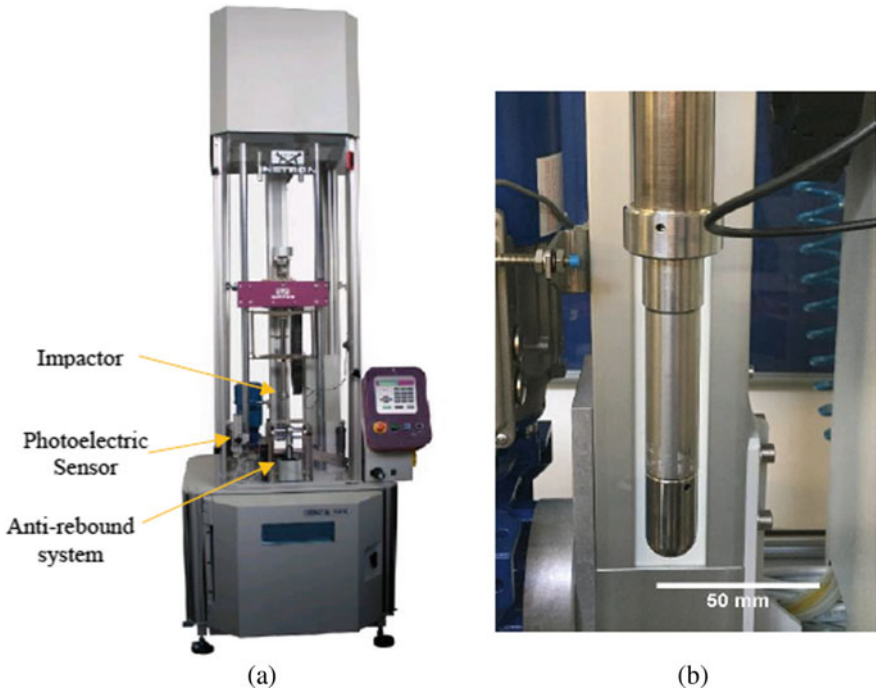 Impactor
Photoelectric
Sensor
Anti-rebound
system
50 mm
(a)
(b)